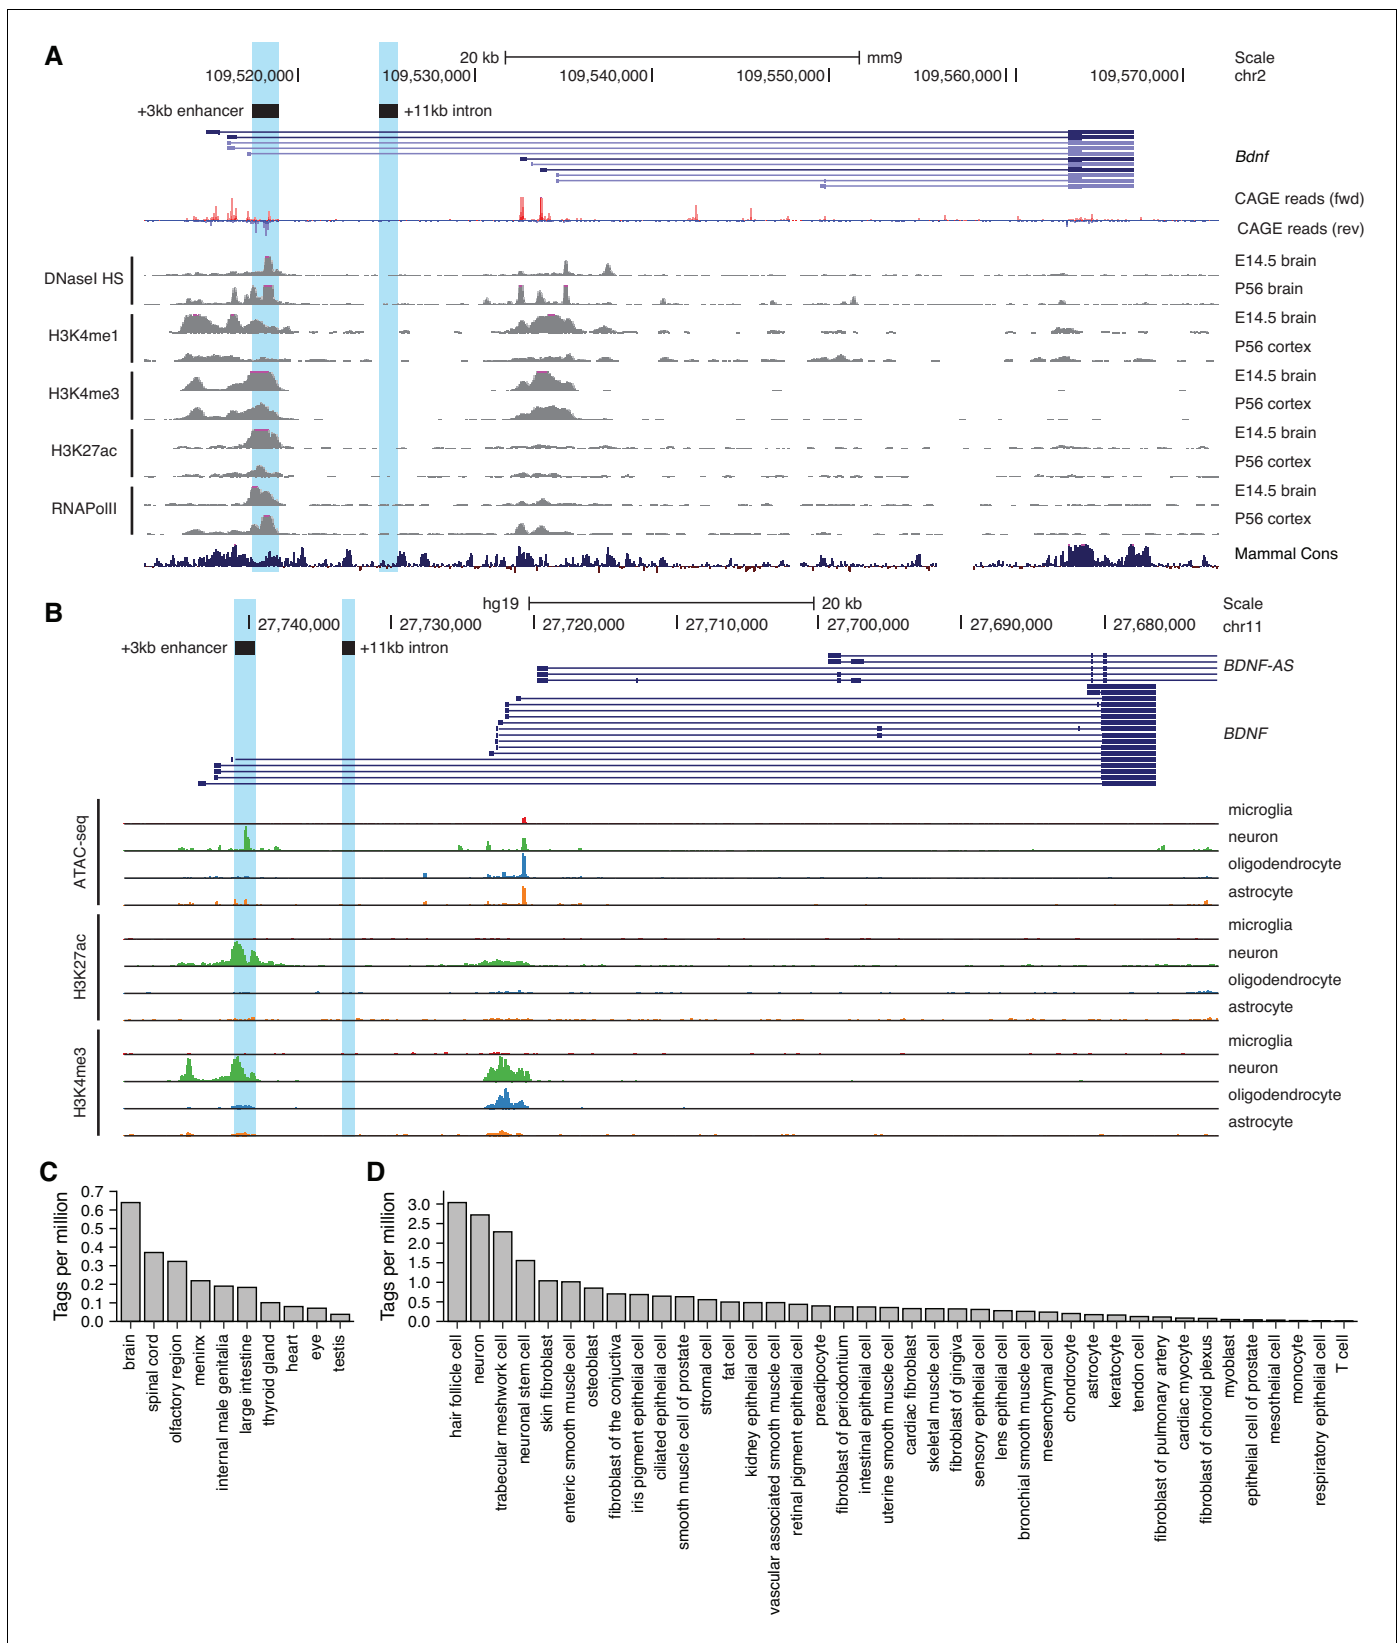 A
20 kb
mm9
Scale
109,520,000
109,530,000
109,540,000
109,550,000
109,560,000
109,570,000
chr2
+3kb enhancer
+11kb intron
Bdnf
CAGE reads (fwd)
CAGE reads (rev)
DNaseI HS
E14.5 brain
P56 brain
H3K4me1
E14.5 brain
P56 cortex
H3K4me3
E14.5 brain
P56 cortex
H3K27ac
E14.5 brain
P56 cortex
RNAPolII
E14.5 brain
P56 cortex
Mammal Cons
B
hg19
20 kb
Scale
27,740,000
27,730,000
27,720,000
27,710,000
27,700,000
27,690,000
27,680,000
chr11
+3kb enhancer
+11kb intron
BDNF-AS
BDNF
ATAC-seq
microglia
neuron
oligodendrocyte
astrocyte
H3K27ac
microglia
neuron
oligodendrocyte
astrocyte
H3K4me3
microglia
neuron
oligodendrocyte
astrocyte
C
Tags per million
0.7
0.6
0.5
0.4
0.3
0.2
0.1
0.0
brain
spinal cord
olfactory region
meninx
internal male genitalia
large intestine
thyroid gland
heart
eye
testis
D
Tags per million
3.0
2.5
2.0
1.5
1.0
0.5
0.0
hair follicle cell
neuron
trabecular meshwork cell
neuronal stem cell
skin fibroblast
enteric smooth muscle cell
osteoblast
fibroblast of the conjuctiva
iris pigment epithelial cell
ciliated epithelial cell
smooth muscle cell of prostate
stromal cell
fat cell
kidney epithelial cell
vascular associated smooth muscle cell
retinal pigment epithelial cell
preadipocyte
fibroblast of periodontium
intestinal epithelial cell
uterine smooth muscle cell
cardiac fibroblast
skeletal muscle cell
fibroblast of gingiva
sensory epithelial cell
lens epithelial cell
bronchial smooth muscle cell
mesenchymal cell
chondrocyte
astrocyte
keratocyte
tendon cell
fibroblast of pulmonary artery
cardiac myocyte
fibroblast of choroid plexus
myoblast
epithelial cell of prostate
mesothelial cell
monocyte
respiratory epithelial cell
T cell